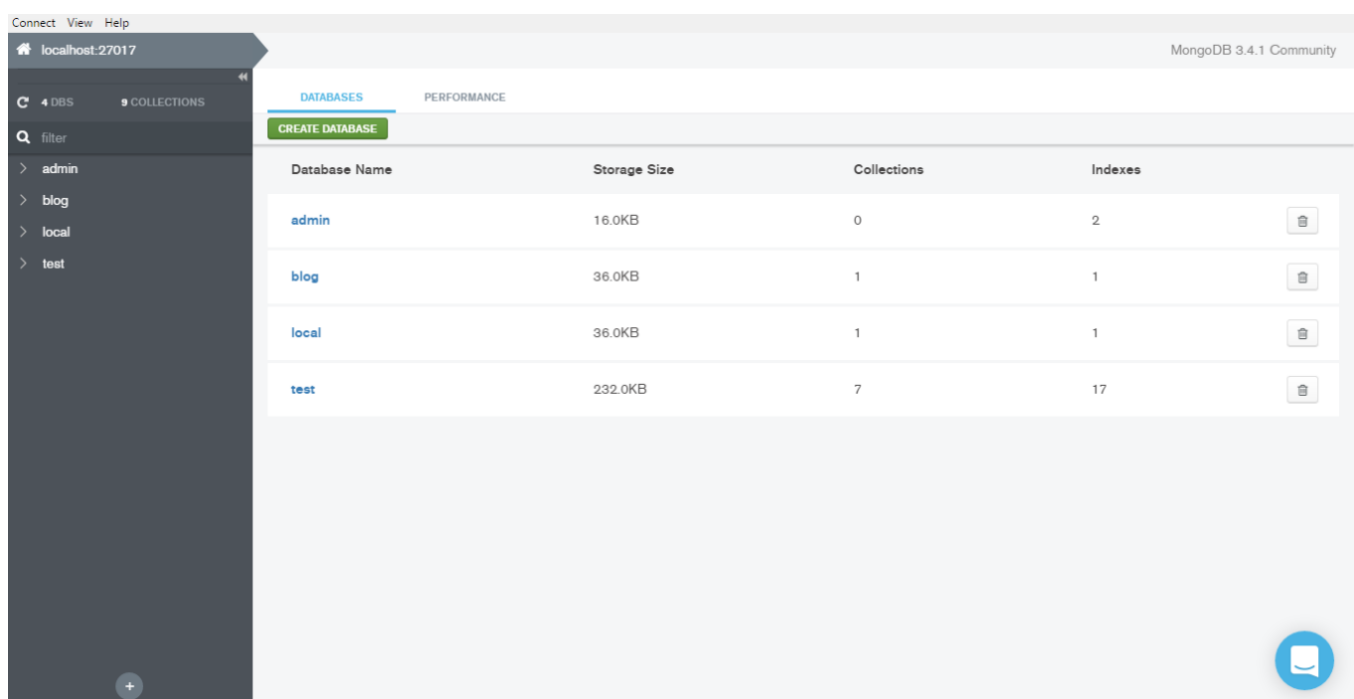 Connect View Help
localhost:27017
MongoDB 3.4.1 Community
4 DBS 9 COLLECTIONS
filter
admin
blog
local
test
DATABASES PERFORMANCE
CREATE DATABASE
Database Name Storage Size Collections Indexes
admin 16.0KB 0 2
blog 36.0KB 1 1
local 36.0KB 1 1
test 232.0KB 7 17